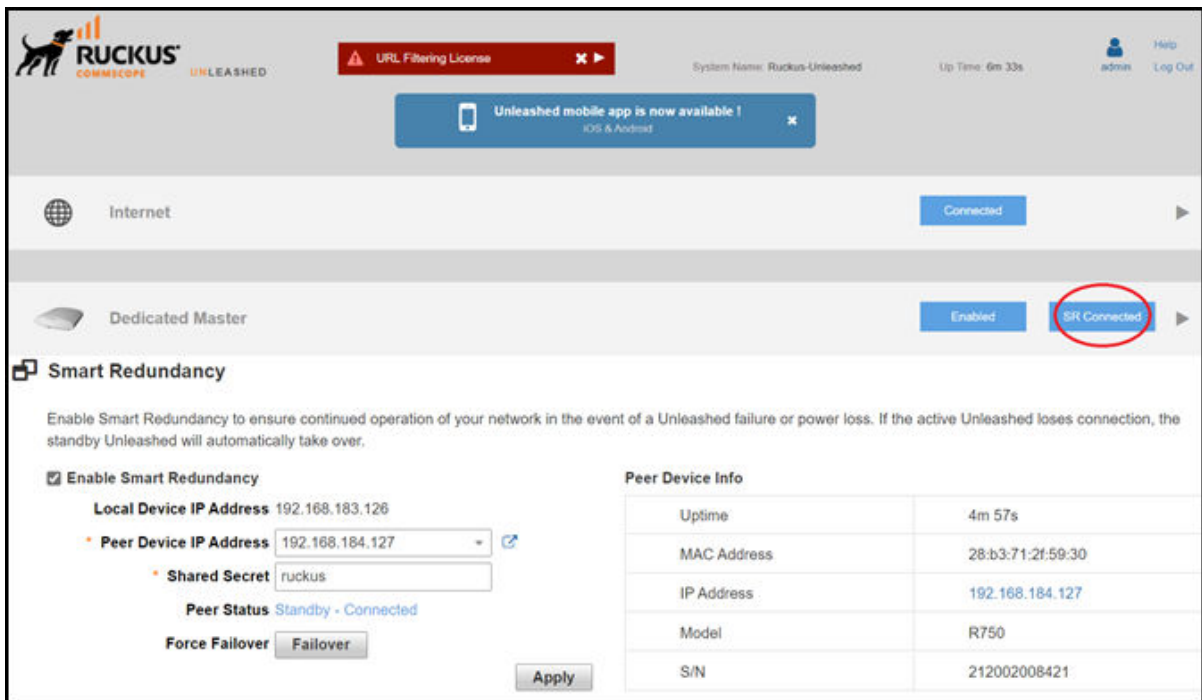 RUCKUS
COMMSCOPE
UNLEASHED
URL Filtering License
System Name: Ruckus-Unleashed
Up Time: 6m 33s
admin
Help
Log Out
Unleashed mobile app is now available !
iOS & Android
Internet
Connected
Dedicated Master
Enabled
SR Connected
Smart Redundancy
Enable Smart Redundancy to ensure continued operation of your network in the event of a Unleashed failure or power loss. If the active Unleashed loses connection, the
standby Unleashed will automatically take over.
Enable Smart Redundancy
Local Device IP Address 192.168.183.126
* Peer Device IP Address 192.168.184.127
* Shared Secret ruckus
Peer Status Standby - Connected
Force Failover Failover
Apply
Peer Device Info
Uptime 4m 57s
MAC Address 28:b3:71:2f:59:30
IP Address 192.168.184.127
Model R750
S/N 212002008421